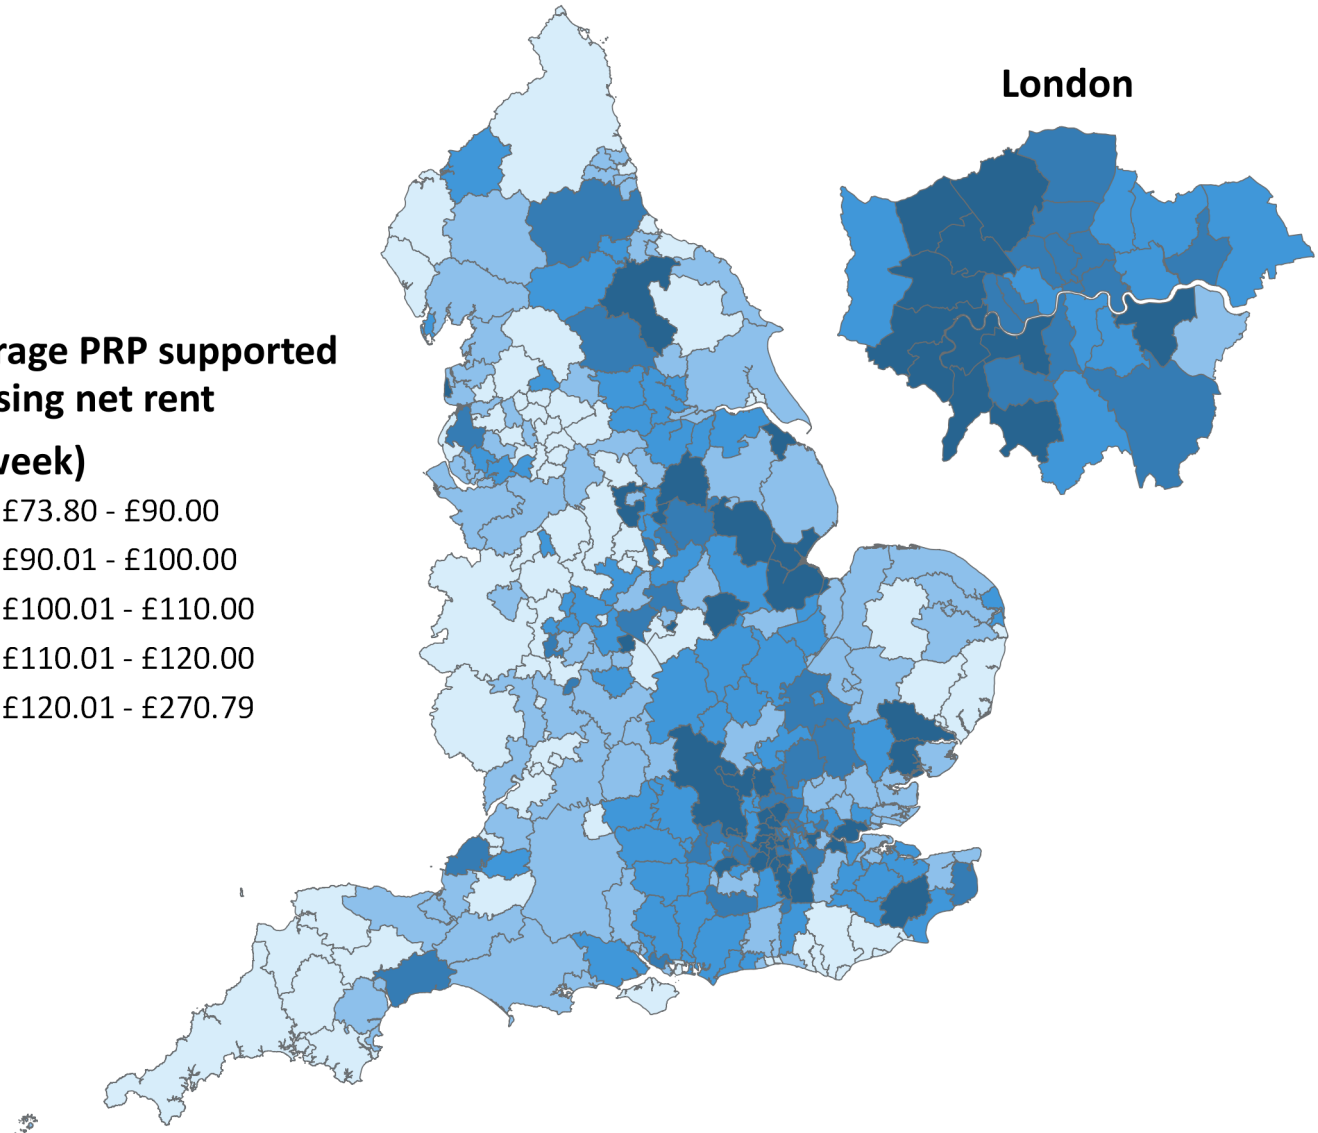 London
rage PRP supported
sing net rent
week)
£73.80 - £90.00
£90.01 - £100.00
£100.01 - £110.00
£110.01 - £120.00
£120.01 - £270.79